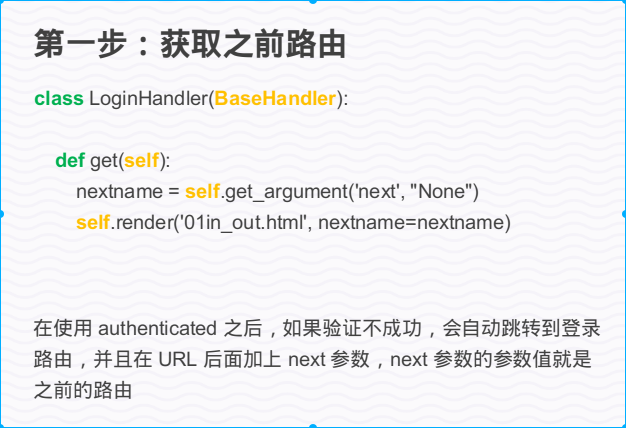 第一步：获取之前路由
class LoginHandler(BaseHandler):
def get(self):
nextname = self.get_argument('next', "None")
self.render('01in_out.html', nextname=nextname)
在使用 authenticated 之后，如果验证不成功，会自动跳转到登录
路由，并且在 URL 后面加上 next 参数，next 参数的参数值就是
之前的路由